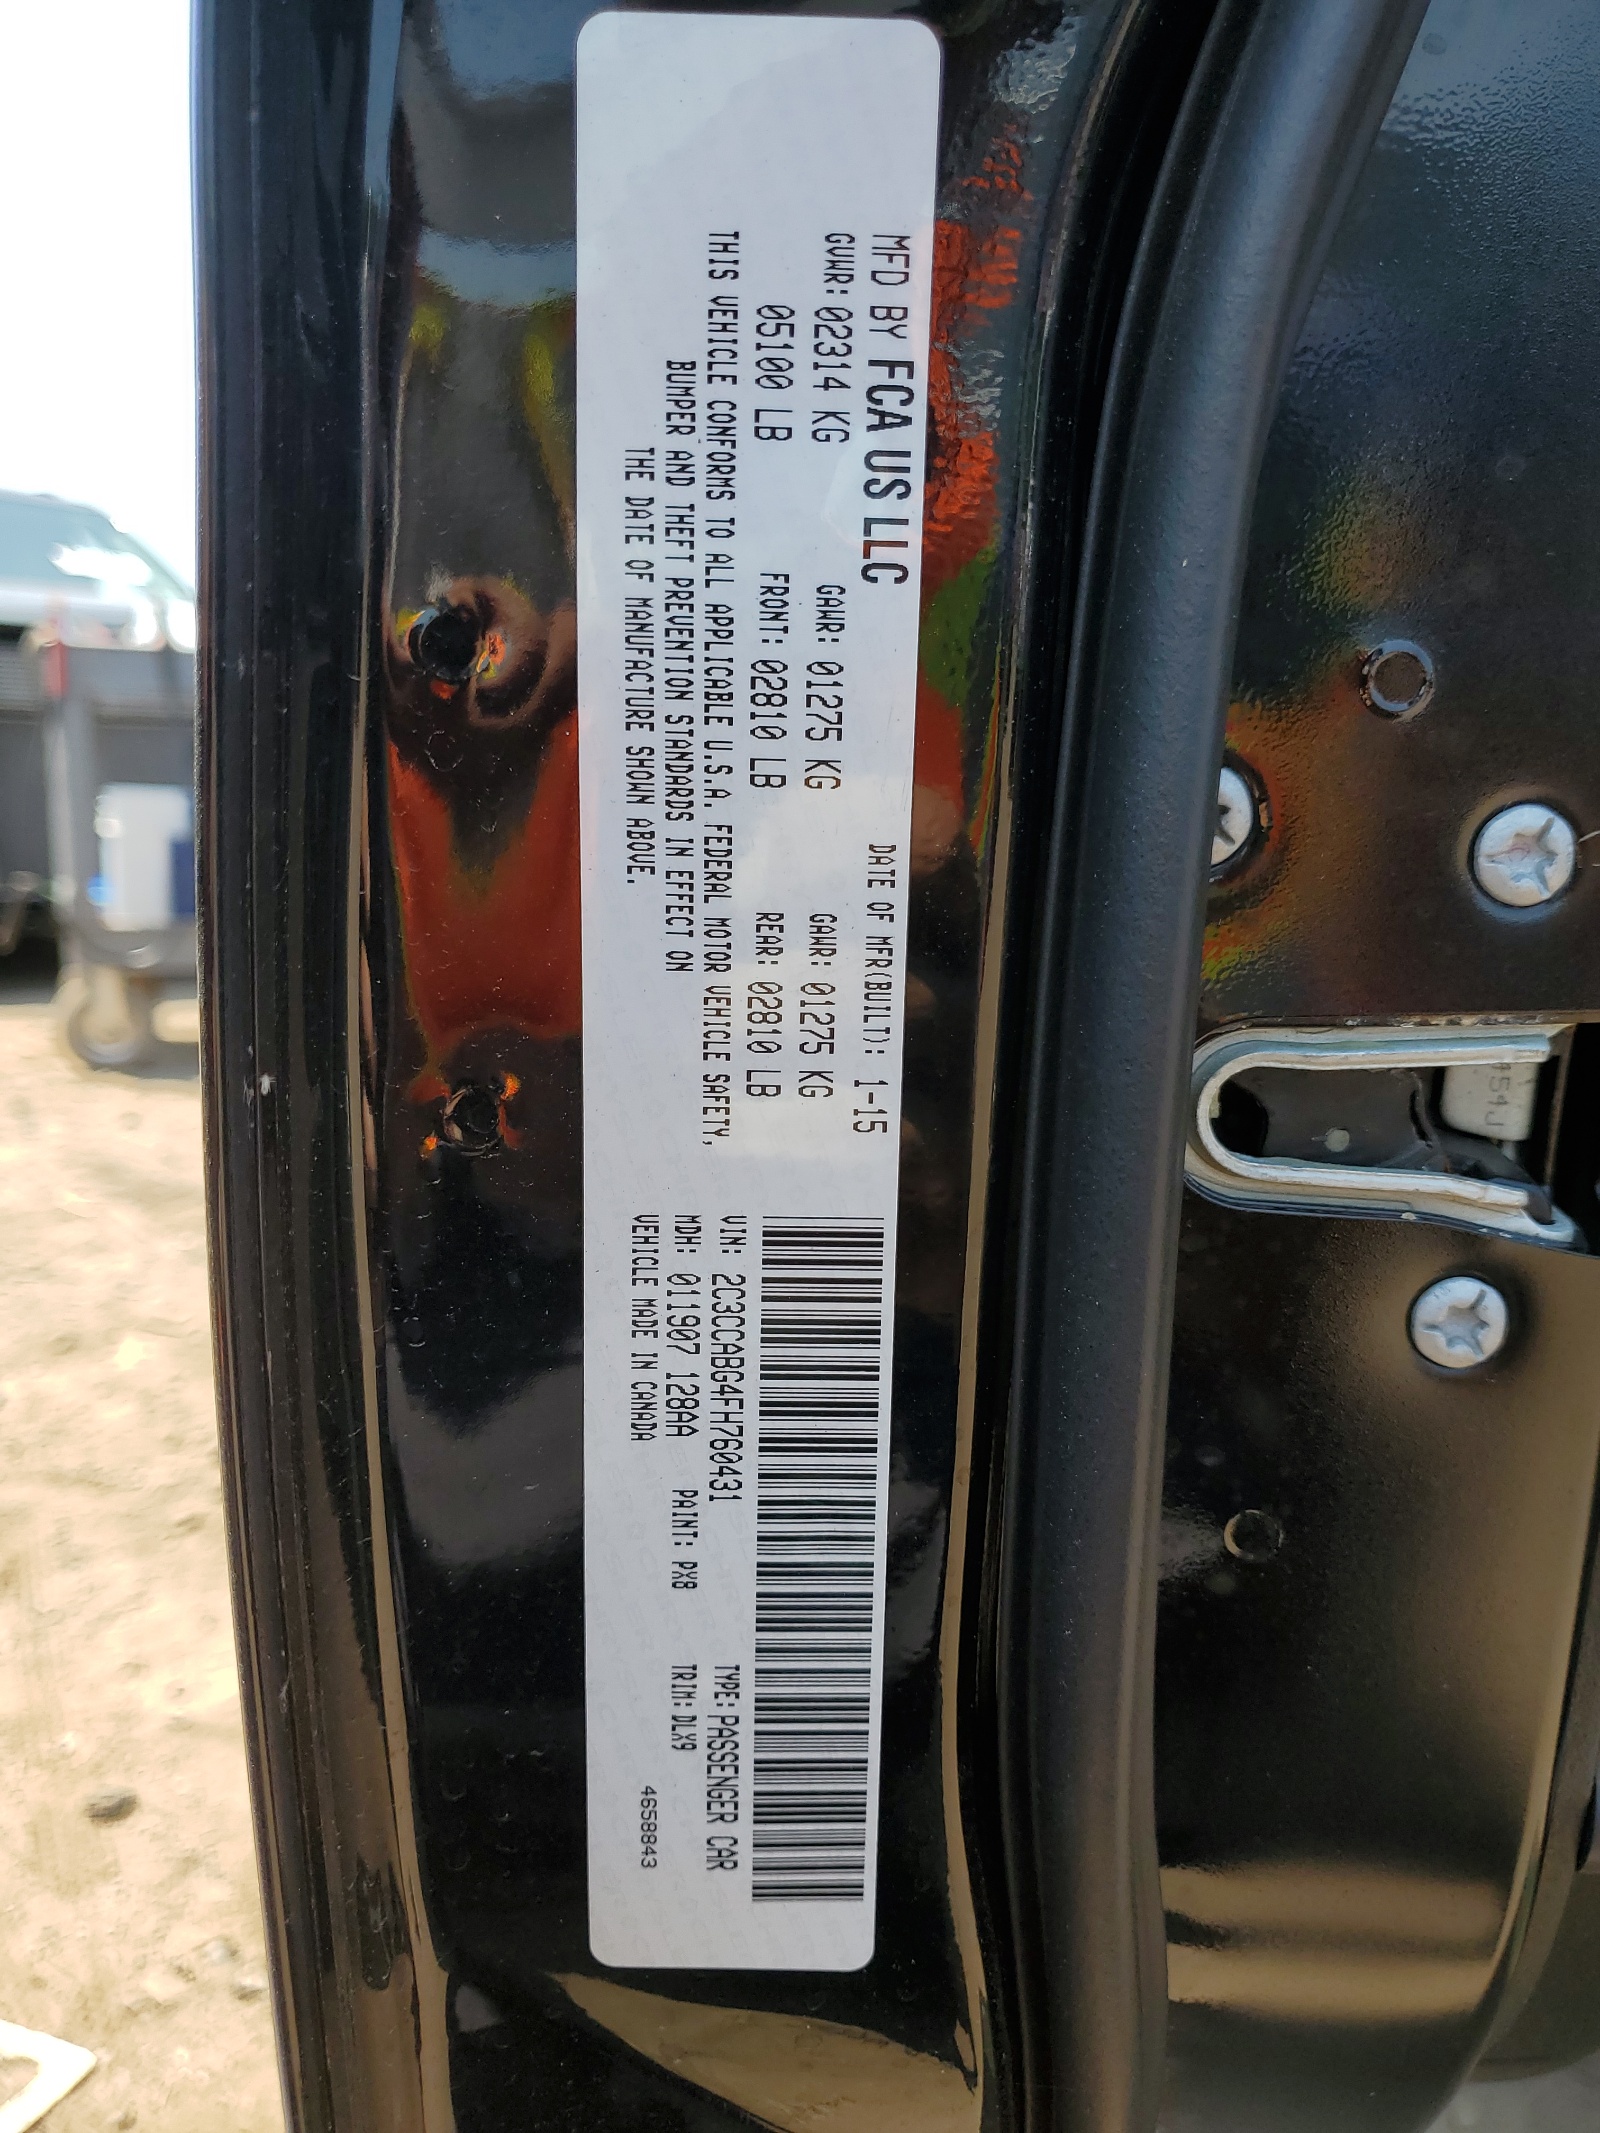 MFD BY FCA US LLC DATE OF MFR(BUILT): 1-15
GVWR: 02314 KG GAWR: 01275 KG GAWR: 01275 KG
05100 LB FRONT: 02810 LB REAR: 02810 LB
THIS VEHICLE CONFORMS TO ALL APPLICABLE U.S.A. FEDERAL MOTOR VEHICLE SAFETY,
BUMPER AND THEFT PREVENTION STANDARDS IN EFFECT ON
THE DATE OF MANUFACTURE SHOWN ABOVE.
VIN: 2C3CCABG4FH760431 TYPE: PASSENGER CAR
MDH: 011907 128AA PAINT: PX8 TRIM: DLX9
VEHICLE MADE IN CANADA 4658843